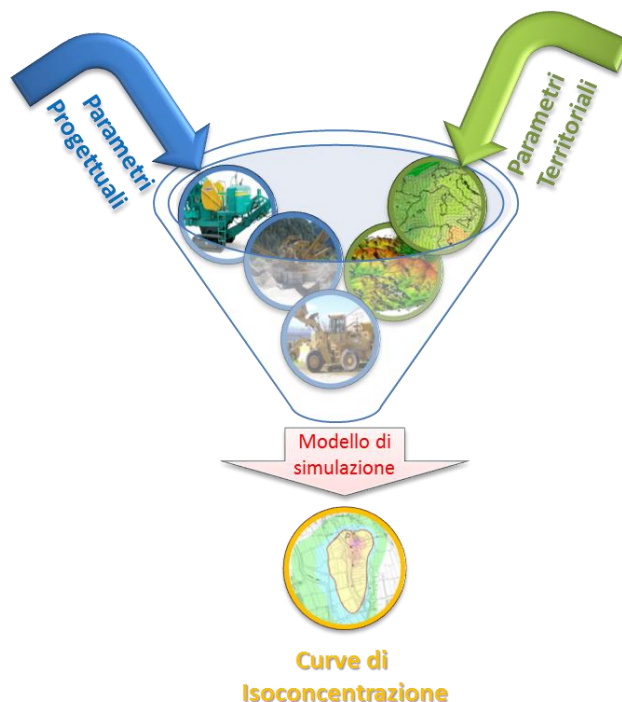 Parametri
Progettuali
Parametri
Territoriali
Modello di
simulazione
Curve di
Isoconcentrazione